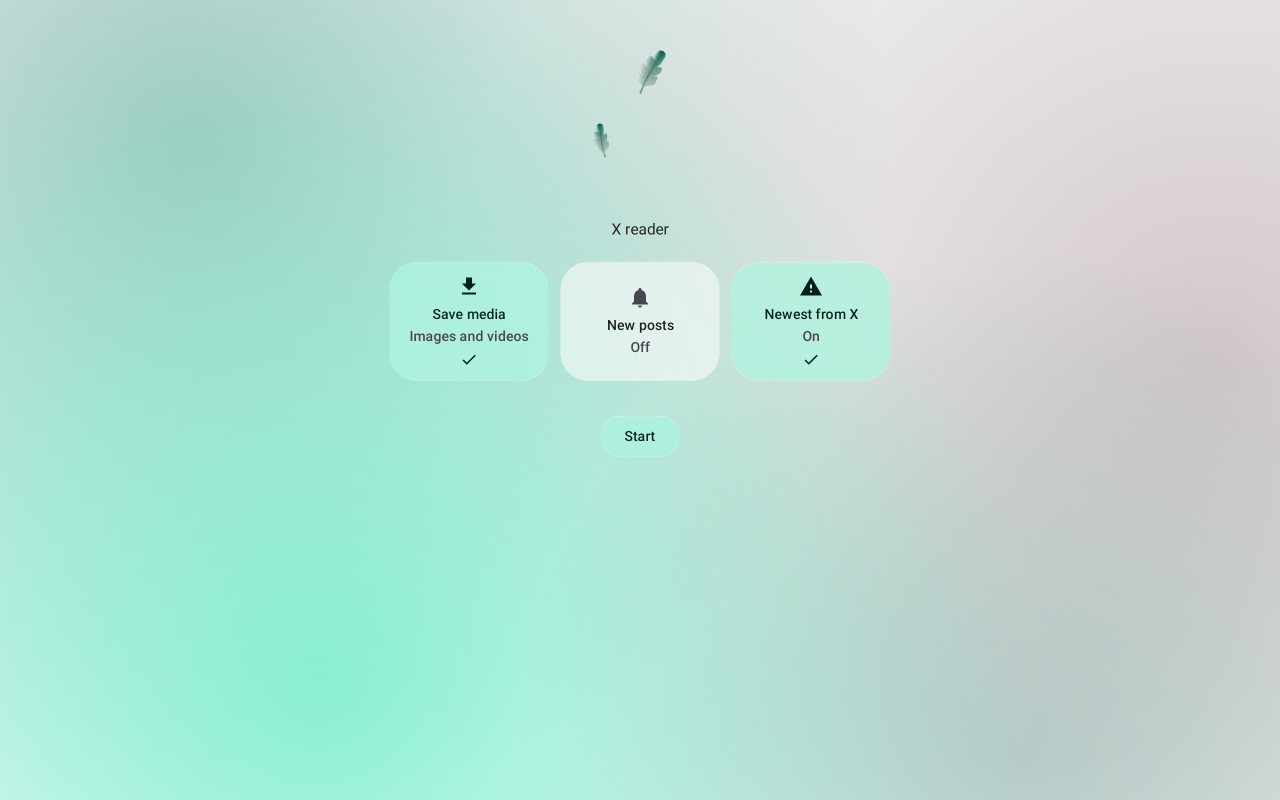 X reader
Save media
Images and videos
New posts
Off
Newest from X
On
Start